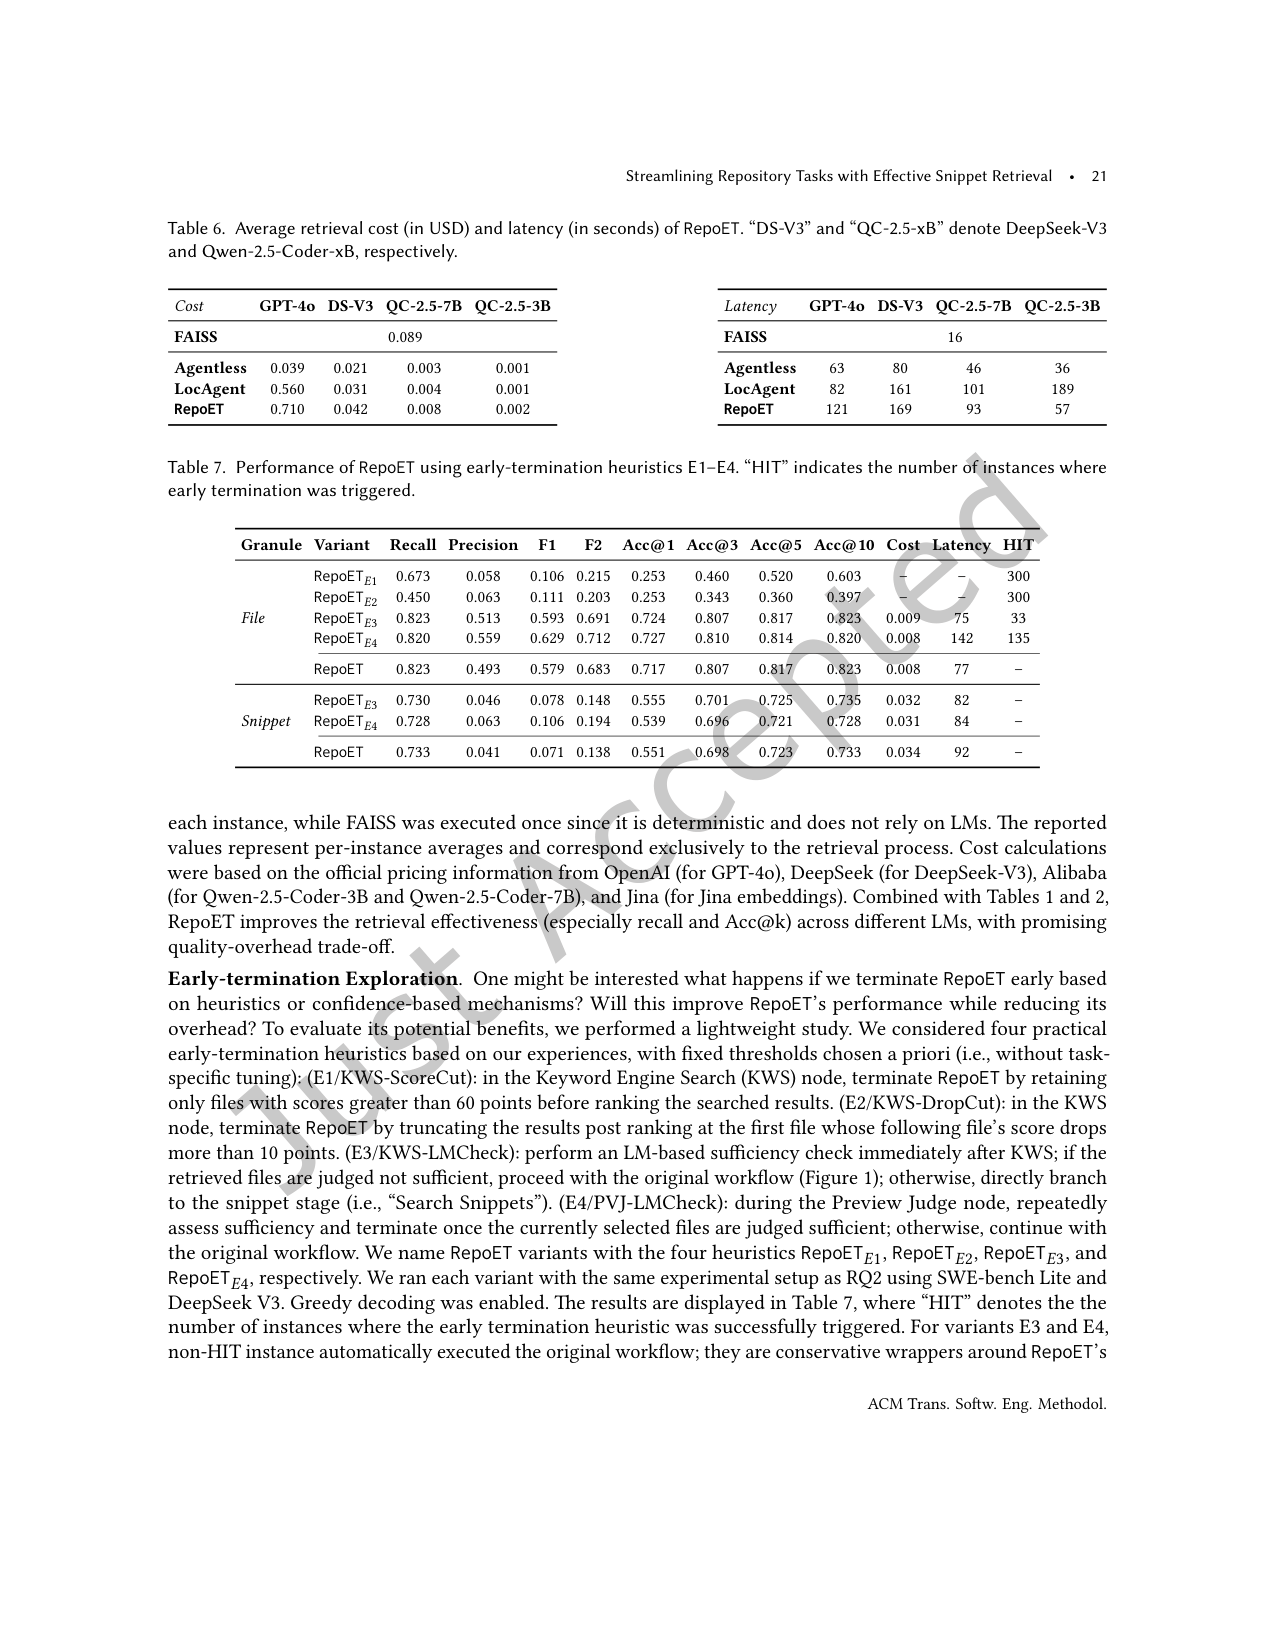 Streamlining Repository Tasks with Effective Snippet Retrieval • 21
Table 6. Average retrieval cost (in USD) and latency (in seconds) of RepoET. “DS-V3” and “QC-2.5-xB” denote DeepSeek-V3
and Qwen-2.5-Coder-xB, respectively.
Cost GPT-4o DS-V3 QC-2.5-7B QC-2.5-3B
FAISS 0.089
Agentless 0.039 0.021 0.003 0.001
LocAgent 0.560 0.031 0.004 0.001
RepoET 0.710 0.042 0.008 0.002
Latency GPT-4o DS-V3 QC-2.5-7B QC-2.5-3B
FAISS 16
Agentless 63 80 46 36
LocAgent 82 161 101 189
RepoET 121 169 93 57
Table 7. Performance of RepoET using early-termination heuristics E1–E4. “HIT” indicates the number of instances where
early termination was triggered.
Granule Variant Recall Precision F1 F2 Acc@1 Acc@3 Acc@5 Acc@10 Cost Latency HIT
RepoETE1 0.673 0.058 0.106 0.215 0.253 0.460 0.520 0.603 – – 300
RepoETE2 0.450 0.063 0.111 0.203 0.253 0.343 0.360 0.397 – – 300
File RepoETE3 0.823 0.513 0.593 0.691 0.724 0.807 0.817 0.823 0.009 75 33
RepoETE4 0.820 0.559 0.629 0.712 0.727 0.810 0.814 0.820 0.008 142 135
RepoET 0.823 0.493 0.579 0.683 0.717 0.807 0.817 0.823 0.008 77 –
RepoETE3 0.730 0.046 0.078 0.148 0.555 0.701 0.725 0.735 0.032 82 –
Snippet RepoETE4 0.728 0.063 0.106 0.194 0.539 0.696 0.721 0.728 0.031 84 –
RepoET 0.733 0.041 0.071 0.138 0.551 0.698 0.723 0.733 0.034 92 –
each instance, while FAISS was executed once since it is deterministic and does not rely on LMs. The reported
values represent per-instance averages and correspond exclusively to the retrieval process. Cost calculations
were based on the official pricing information from OpenAI (for GPT-4o), DeepSeek (for DeepSeek-V3), Alibaba
(for Qwen-2.5-Coder-3B and Qwen-2.5-Coder-7B), and Jina (for Jina embeddings). Combined with Tables 1 and 2,
RepoET improves the retrieval effectiveness (especially recall and Acc@k) across different LMs, with promising
quality-overhead trade-off.
Early-termination Exploration. One might be interested what happens if we terminate RepoET early based
on heuristics or confidence-based mechanisms? Will this improve RepoET’s performance while reducing its
overhead? To evaluate its potential benefits, we performed a lightweight study. We considered four practical
early-termination heuristics based on our experiences, with fixed thresholds chosen a priori (i.e., without task-
specific tuning): (E1/KWS-ScoreCut): in the Keyword Engine Search (KWS) node, terminate RepoET by retaining
only files with scores greater than 60 points before ranking the searched results. (E2/KWS-DropCut): in the KWS
node, terminate RepoET by truncating the results post ranking at the first file whose following file’s score drops
more than 10 points. (E3/KWS-LMCheck): perform an LM-based sufficiency check immediately after KWS; if the
retrieved files are judged not sufficient, proceed with the original workflow (Figure 1); otherwise, directly branch
to the snippet stage (i.e., “Search Snippets”). (E4/PVJ-LMCheck): during the Preview Judge node, repeatedly
assess sufficiency and terminate once the currently selected files are judged sufficient; otherwise, continue with
the original workflow. We name RepoET variants with the four heuristics RepoETE1, RepoETE2, RepoETE3, and
RepoETE4, respectively. We ran each variant with the same experimental setup as RQ2 using SWE-bench Lite and
DeepSeek V3. Greedy decoding was enabled. The results are displayed in Table 7, where “HIT” denotes the the
number of instances where the early termination heuristic was successfully triggered. For variants E3 and E4,
non-HIT instance automatically executed the original workflow; they are conservative wrappers around RepoET’s
ACM Trans. Softw. Eng. Methodol.
Just Accepted